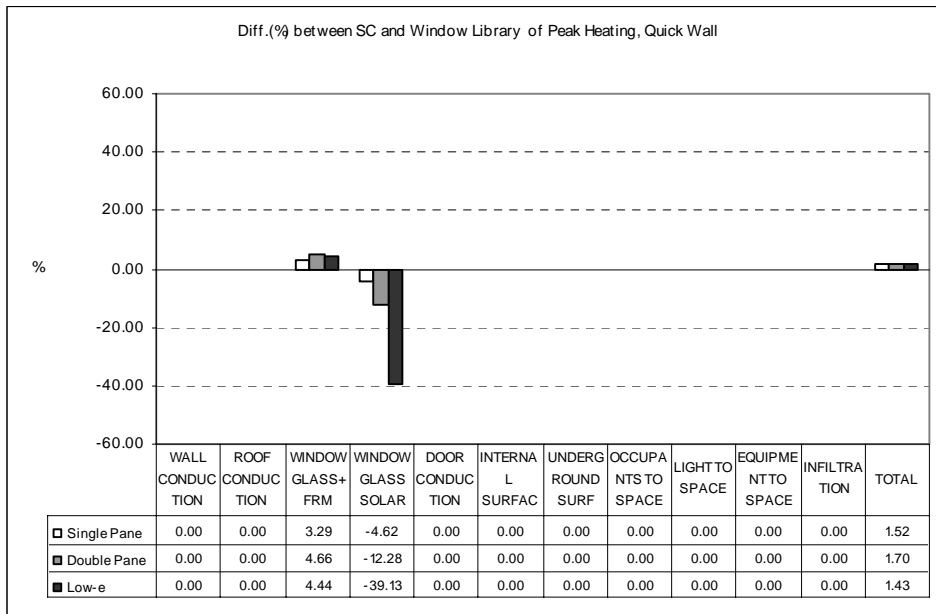 Diff.(%) between SC and Window Library of Peak Heating, Quick Wall
60.00
40.00
20.00
%
0.00
-20.00
-40.00
-60.00
WALL CONDUC TION ROOF CONDUC TION WINDOW GLASS+ FRM WINDOW GLASS SOLAR DOOR CONDUC TION INTERNA L SURFAC UNDERG ROUND SURF OCCUPA NTS TO SPACE LIGHT TO SPACE EQUIPME NT TO SPACE INFILTRA TION TOTAL
Single Pane 0.00 0.00 3.29 -4.62 0.00 0.00 0.00 0.00 0.00 0.00 0.00 1.52
Double Pane 0.00 0.00 4.66 -12.28 0.00 0.00 0.00 0.00 0.00 0.00 0.00 1.70
Low-e 0.00 0.00 4.44 -39.13 0.00 0.00 0.00 0.00 0.00 0.00 0.00 1.43